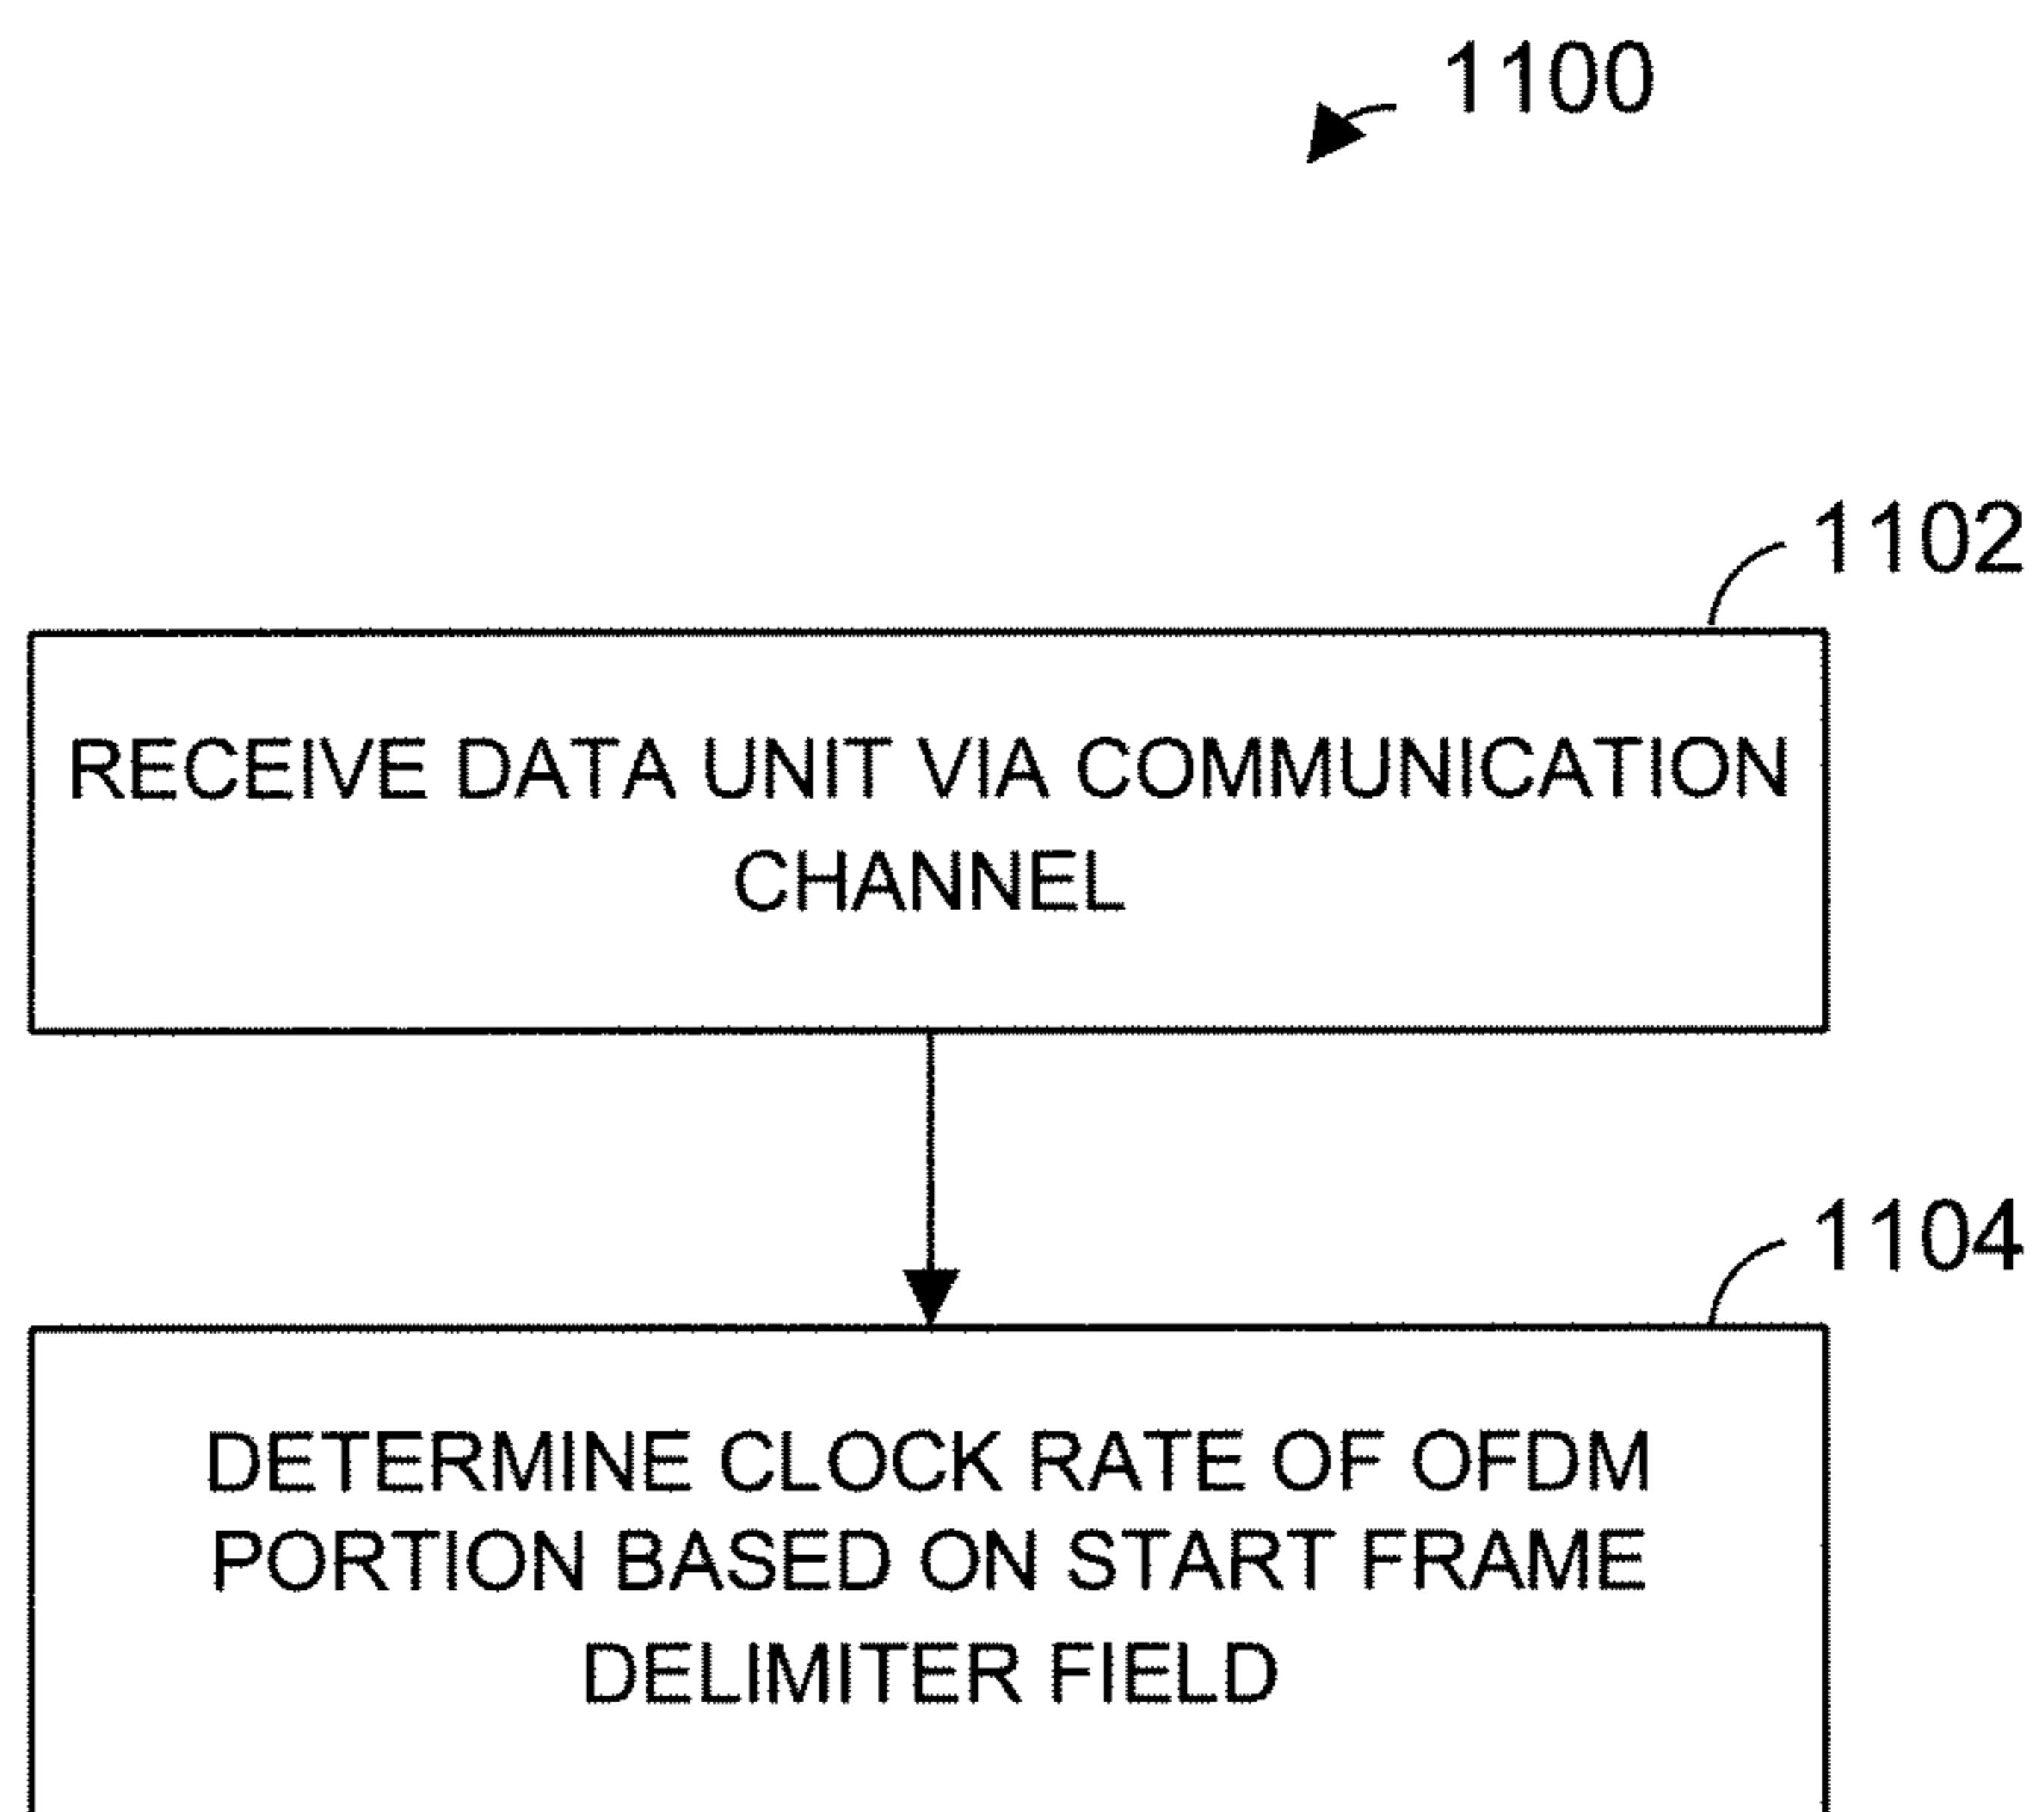 1100
1102
RECEIVE DATA UNIT VIA COMMUNICATION
CHANNEL
1104
DETERMINE CLOCK RATE OF OFDM
PORTION BASED ON START FRAME
DELIMITER FIELD